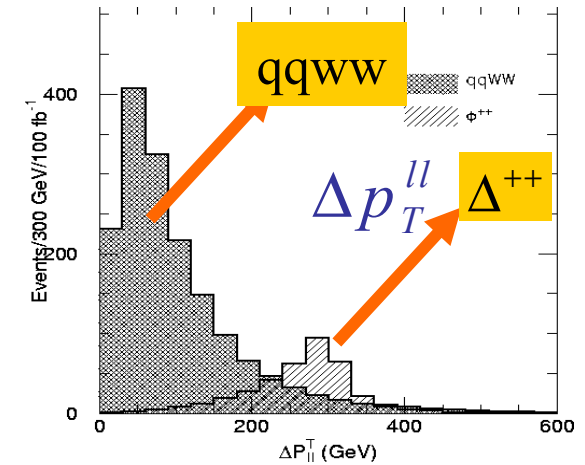 qqww
qqWW
Φ++
Δp_T^ll
Δ++
Events/300 GeV/100 fb-1
400
200
0
0
200
400
600
ΔP_ll^T (GeV)